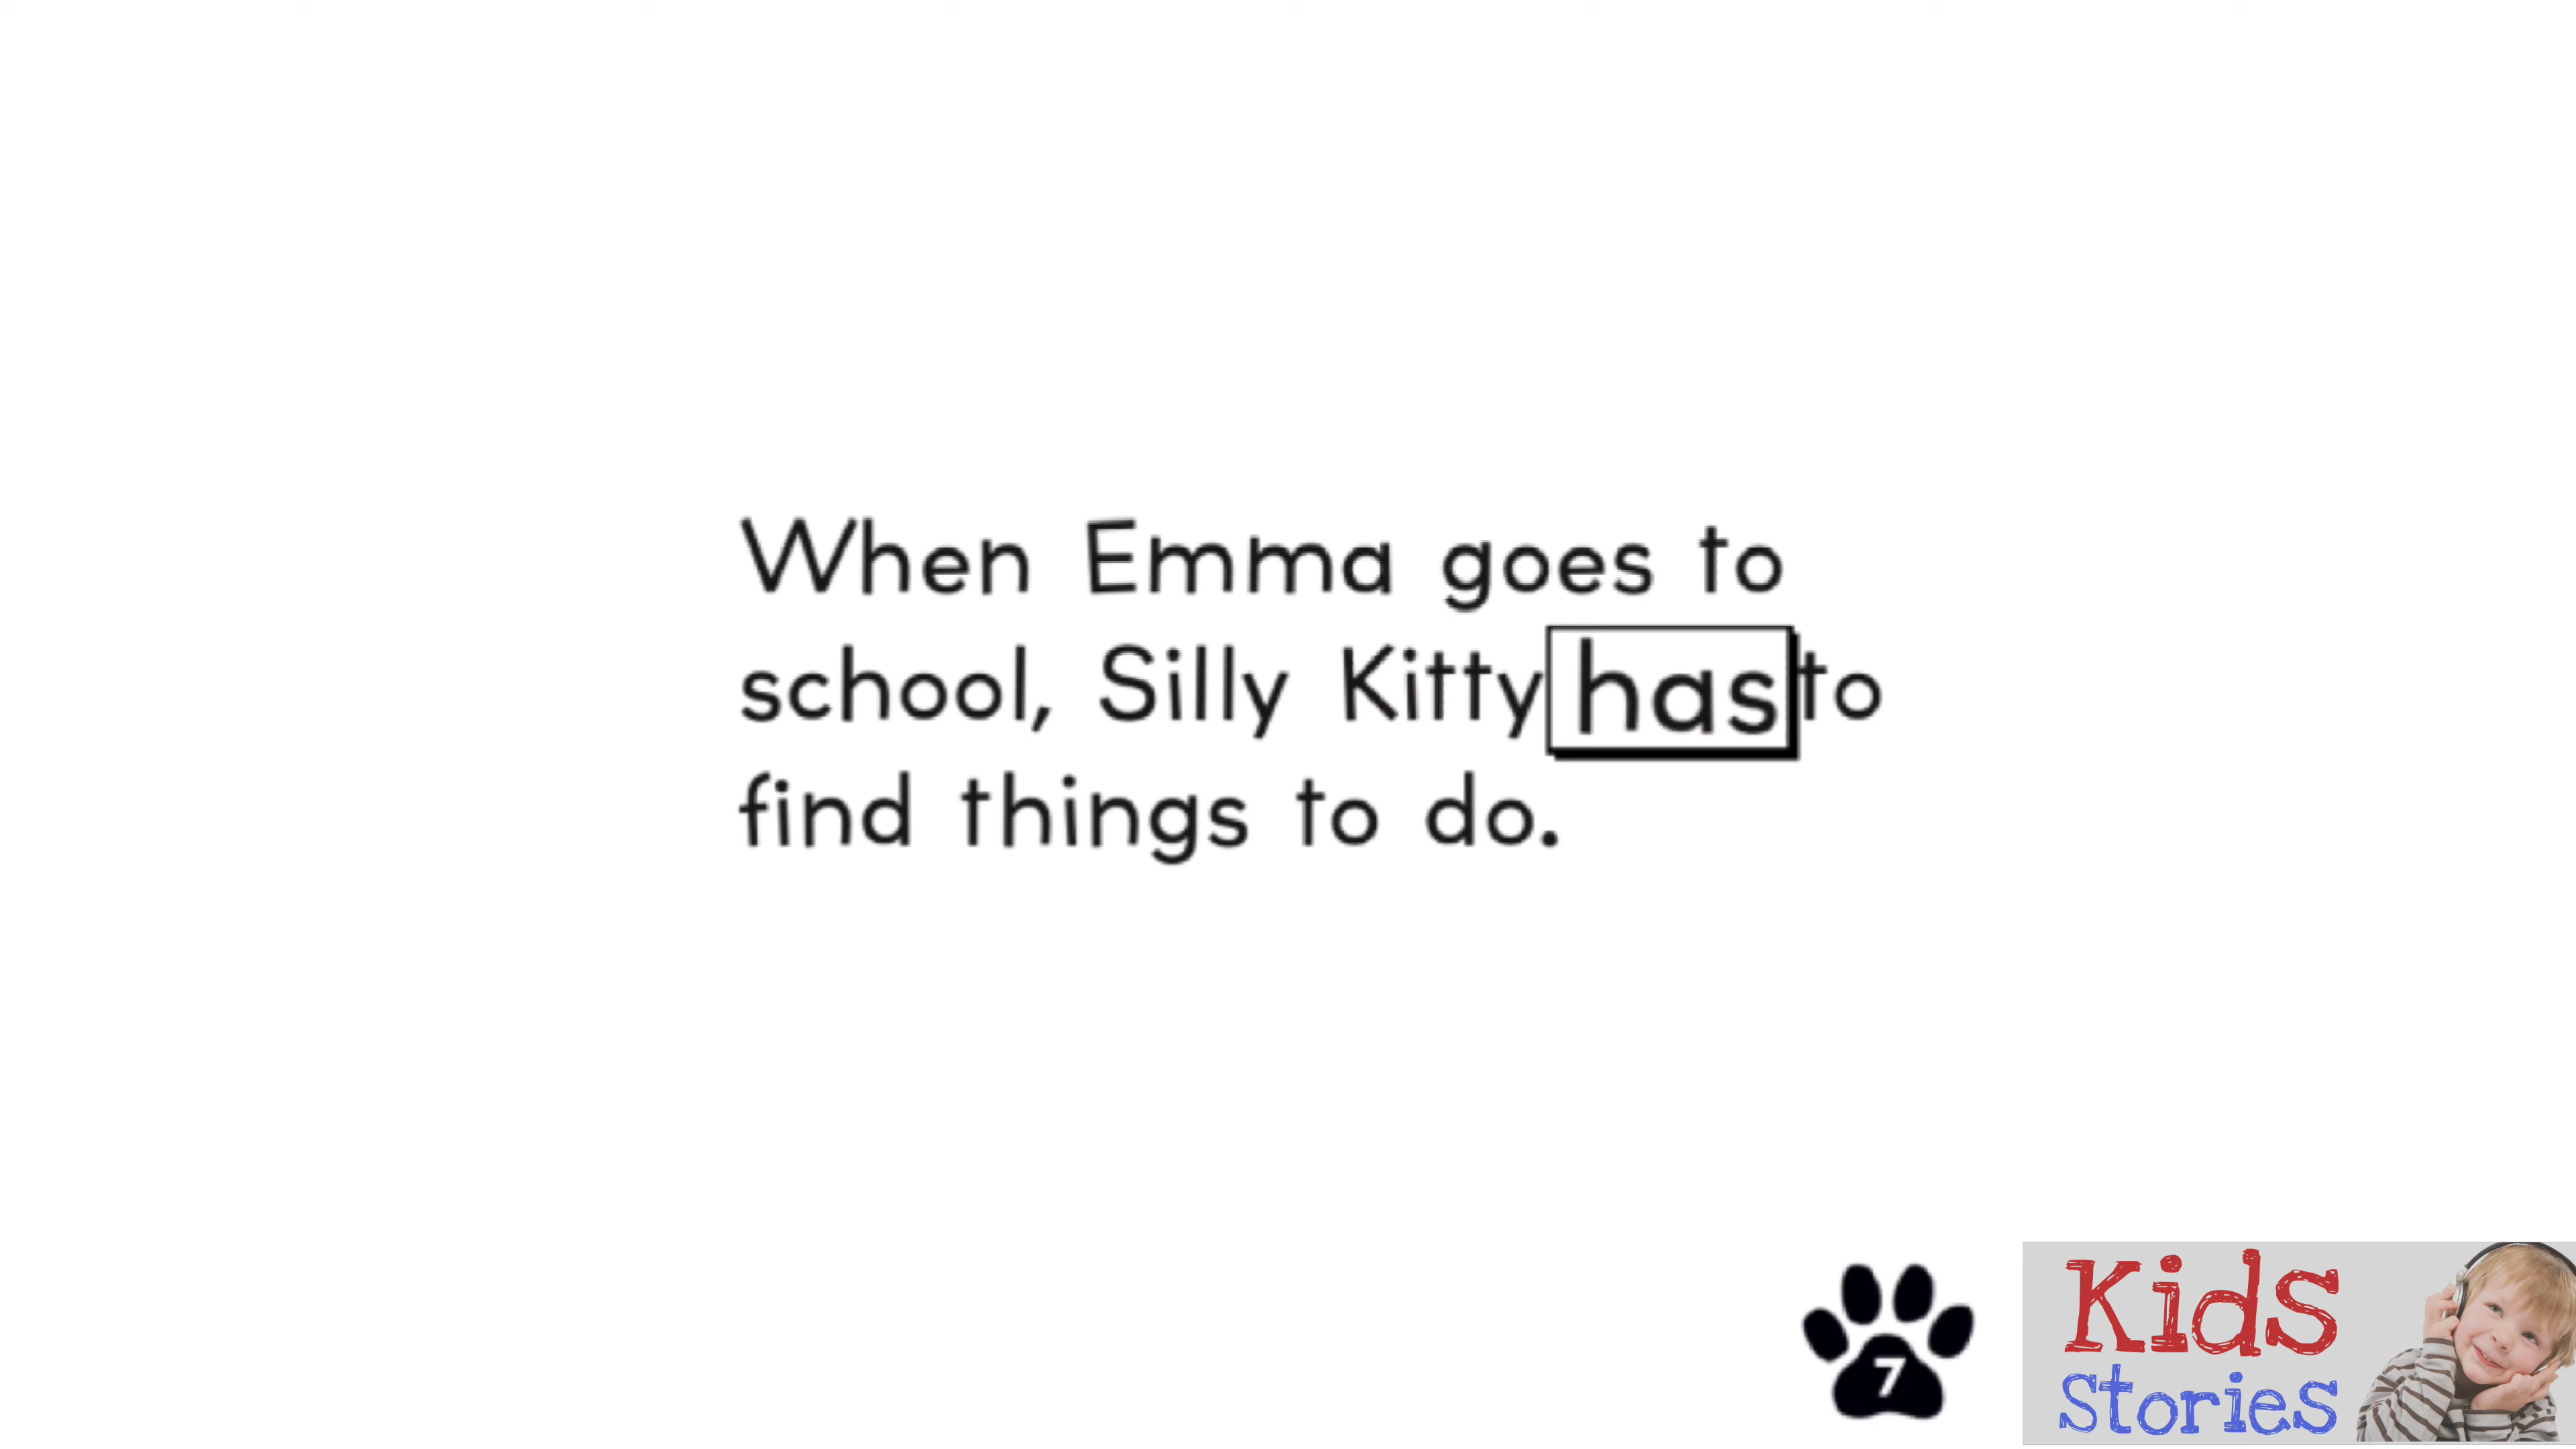 When Emma goes to
school, Silly Kitty has to
find things to do.
7
Kids
Stories